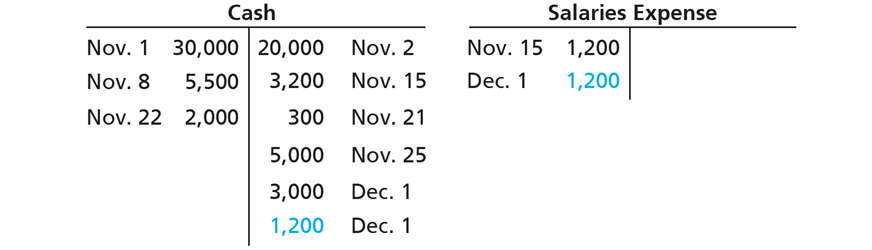 Cash Salaries Expense
Nov. 1 30,000 20,000 Nov. 2 Nov. 15 1,200
Nov. 8 5,500 3,200 Nov. 15 Dec. 1 1,200
Nov. 22 2,000 300 Nov. 21
5,000 Nov. 25
3,000 Dec. 1
1,200 Dec. 1